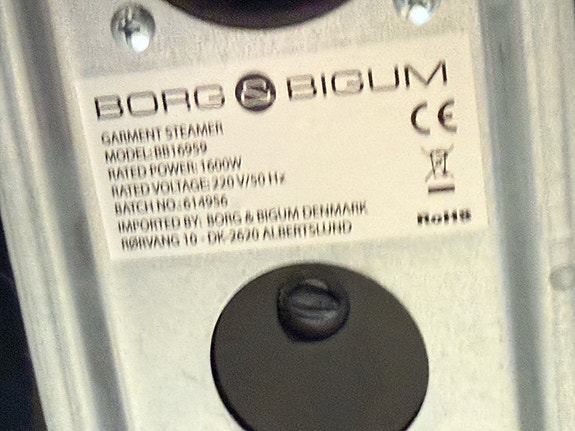 BORG & BIGUM
GARMENT STEAMER
MODEL: BB16959
RATED POWER: 1600W
RATED VOLTAGE: 220 V/50 Hz
BATCH NO.: 614956
IMPORTED BY: BORG & BIGUM DENMARK
RØRVANG 10 - DK-2620 ALBERTSLUND
CE
RoHS